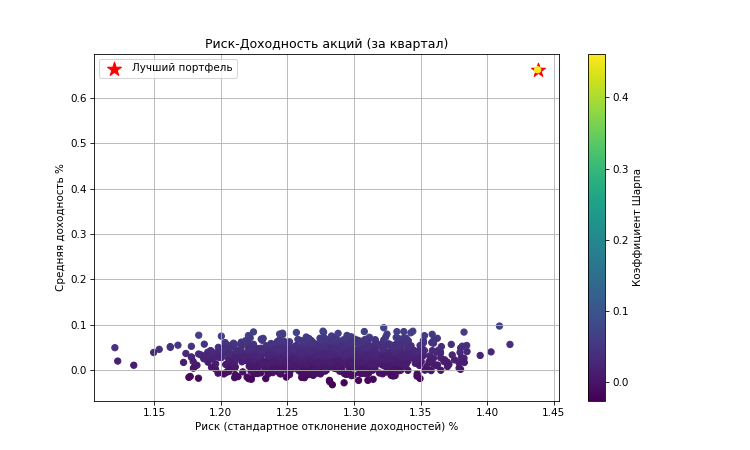 Риск-Доходность акций (за квартал)
Лучший портфель
Средняя доходность %
0.6
0.5
0.4
0.3
0.2
0.1
0.0
1.15 1.20 1.25 1.30 1.35 1.40 1.45
Риск (стандартное отклонение доходностей) %
0.4
0.3
0.2
0.1
0.0
Коэффициент Шарпа